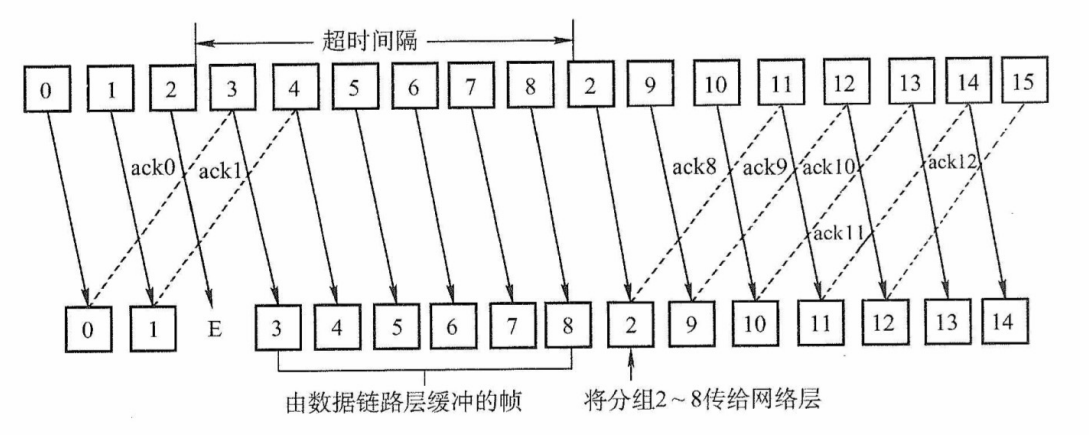 超时间隔
0 1 2 3 4 5 6 7 8 2 9 10 11 12 13 14 15
ack0 ack1 ack8 ack9 ack10 ack12
ack11
0 1 E 3 4 5 6 7 8 2 9 10 11 12 13 14
由数据链路层缓冲的帧 将分组2~8传给网络层